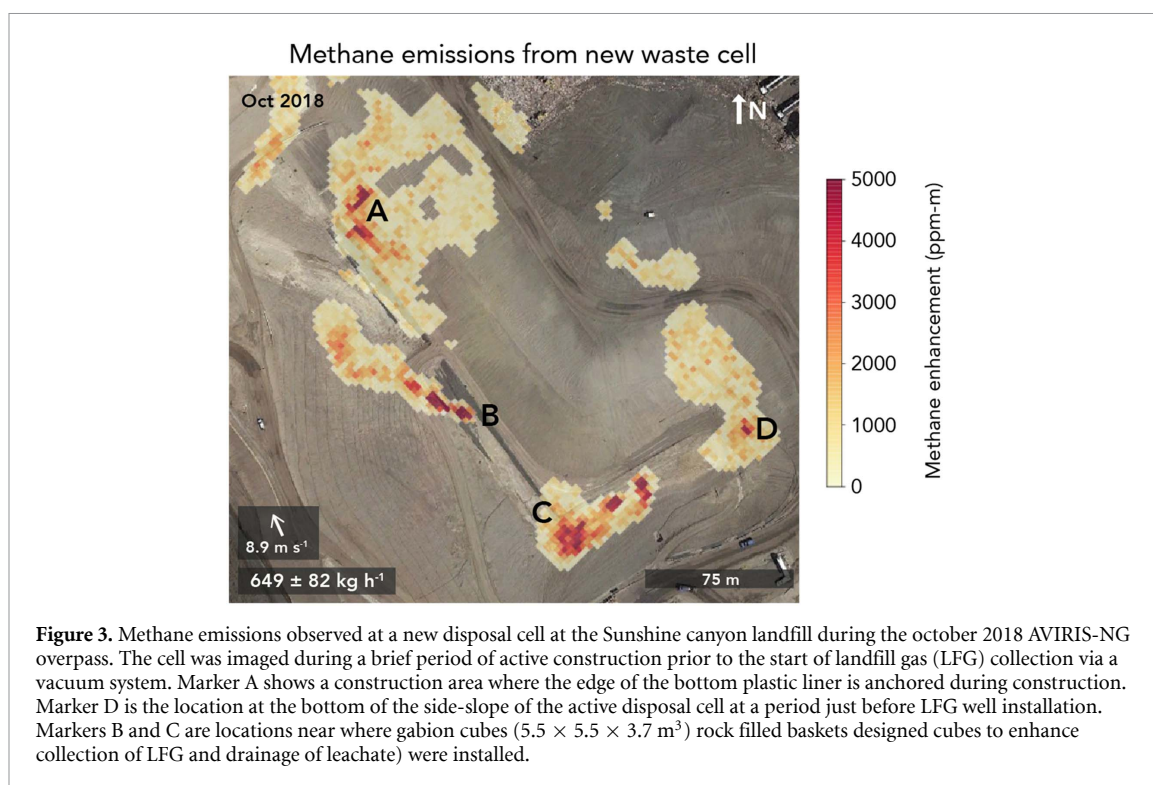 Methane emissions from new waste cell
Oct 2018
N
A
B
C
D
8.9 m s⁻¹
649 ± 82 kg h⁻¹
75 m
5000
4000
3000
2000
1000
0
Methane enhancement (ppm-m)
Figure 3. Methane emissions observed at a new disposal cell at the Sunshine canyon landfill during the october 2018 AVIRIS-NG
overpass. The cell was imaged during a brief period of active construction prior to the start of landfill gas (LFG) collection via a
vacuum system. Marker A shows a construction area where the edge of the bottom plastic liner is anchored during construction.
Marker D is the location at the bottom of the side-slope of the active disposal cell at a period just before LFG well installation.
Markers B and C are locations near where gabion cubes (5.5 × 5.5 × 3.7 m³) rock filled baskets designed cubes to enhance
collection of LFG and drainage of leachate) were installed.